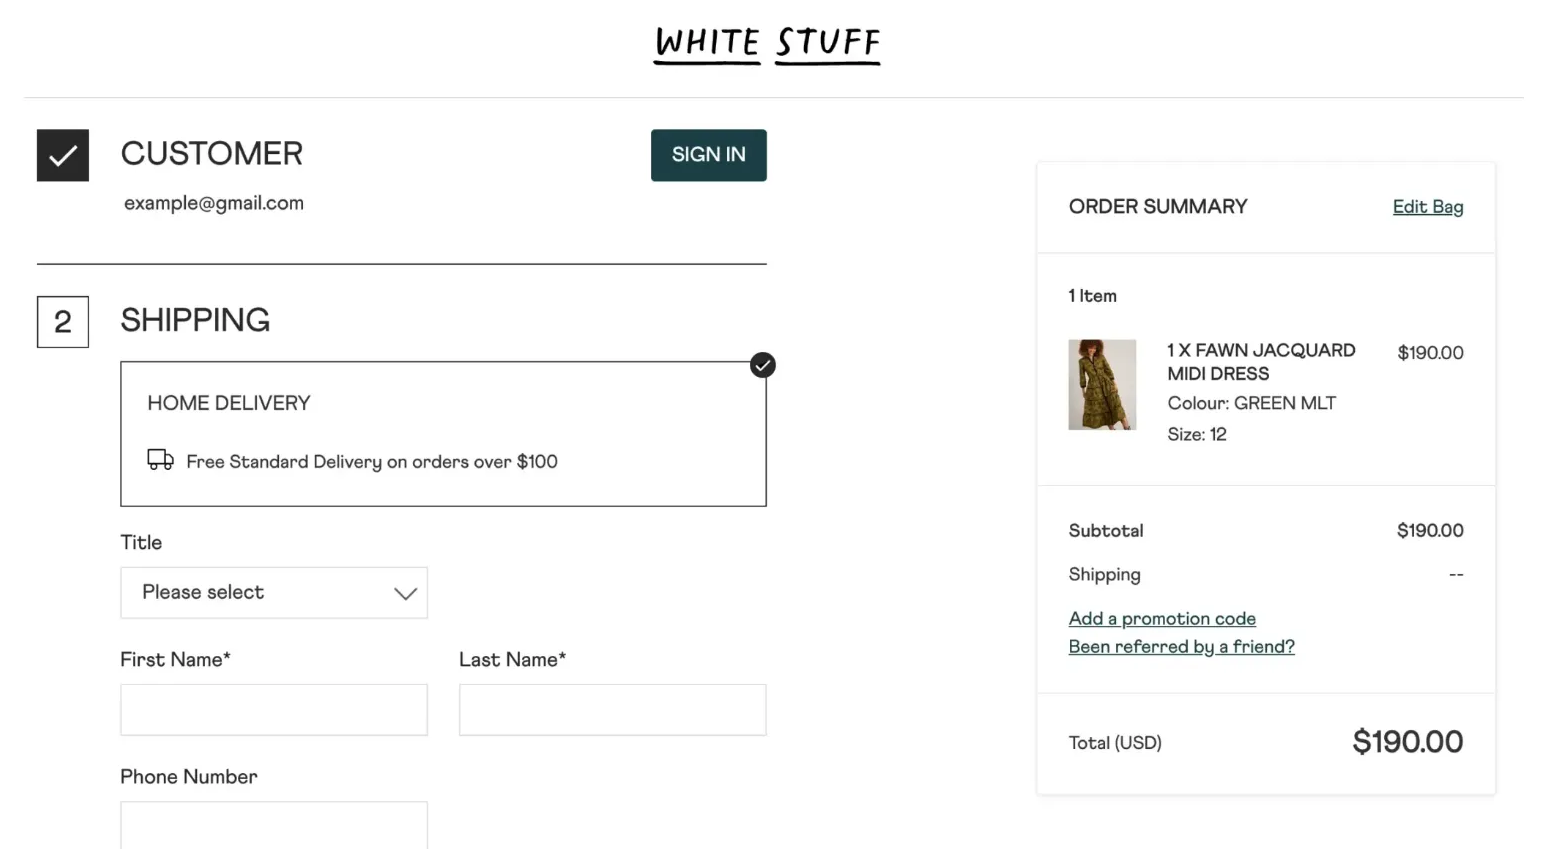 WHITE STUFF
CUSTOMER
SIGN IN
example@gmail.com
2
SHIPPING
HOME DELIVERY
Free Standard Delivery on orders over $100
Title
Please select
First Name*
Last Name*
Phone Number
ORDER SUMMARY
Edit Bag
1 Item
1 X FAWN JACQUARD
MIDI DRESS
$190.00
Colour: GREEN MLT
Size: 12
Subtotal
$190.00
Shipping
--
Add a promotion code
Been referred by a friend?
Total (USD)
$190.00